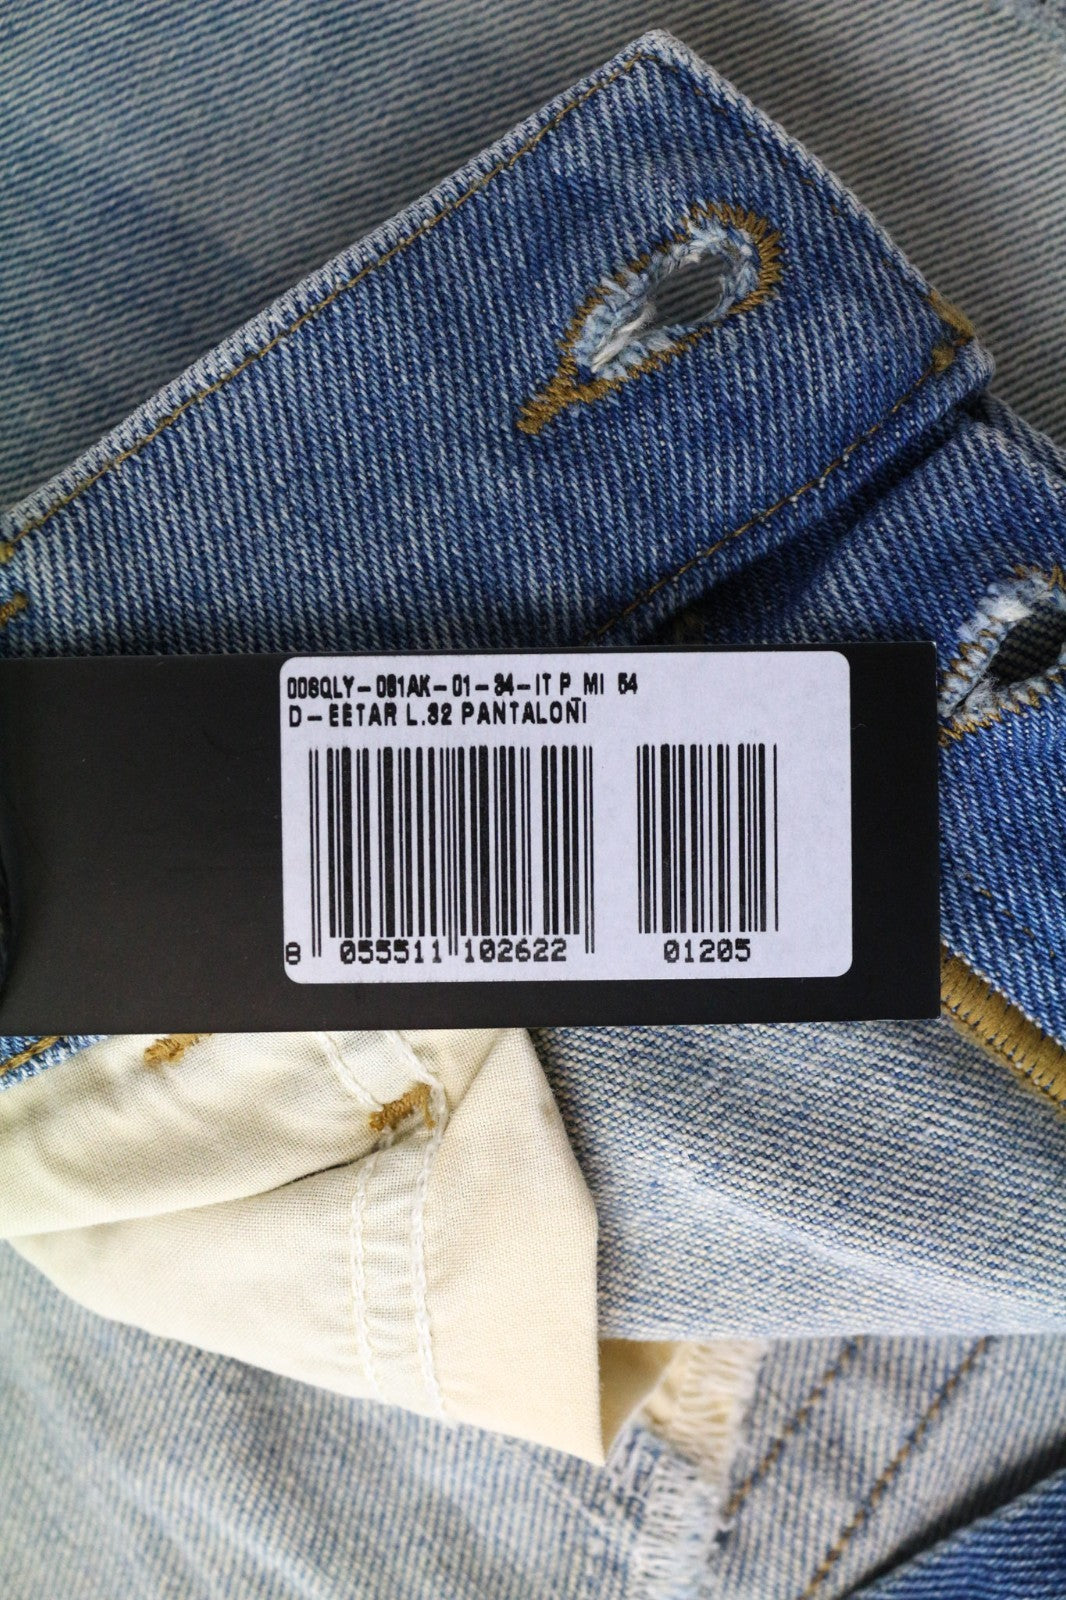 00SQLY-081AK-01-34-IT P_MI 54
D-EETAR L.32 PANTALONI
8 055511 102622 01205